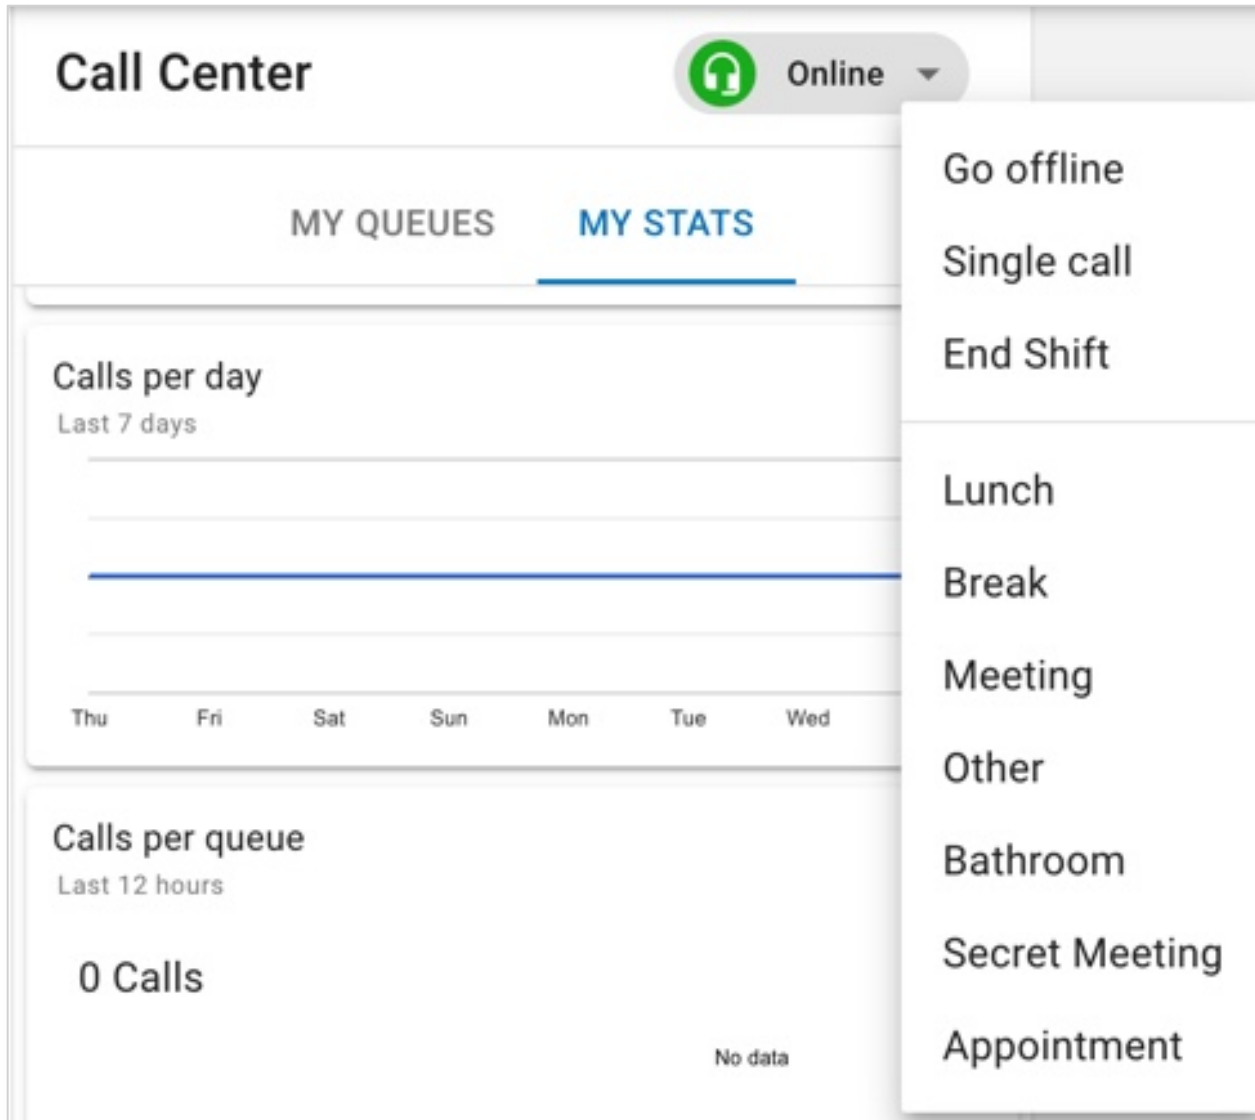 Call Center
Online
MY QUEUES
MY STATS
Go offline
Single call
End Shift
Lunch
Break
Meeting
Other
Bathroom
Secret Meeting
Appointment
Calls per day
Last 7 days
Thu Fri Sat Sun Mon Tue Wed
Calls per queue
Last 12 hours
0 Calls
No data